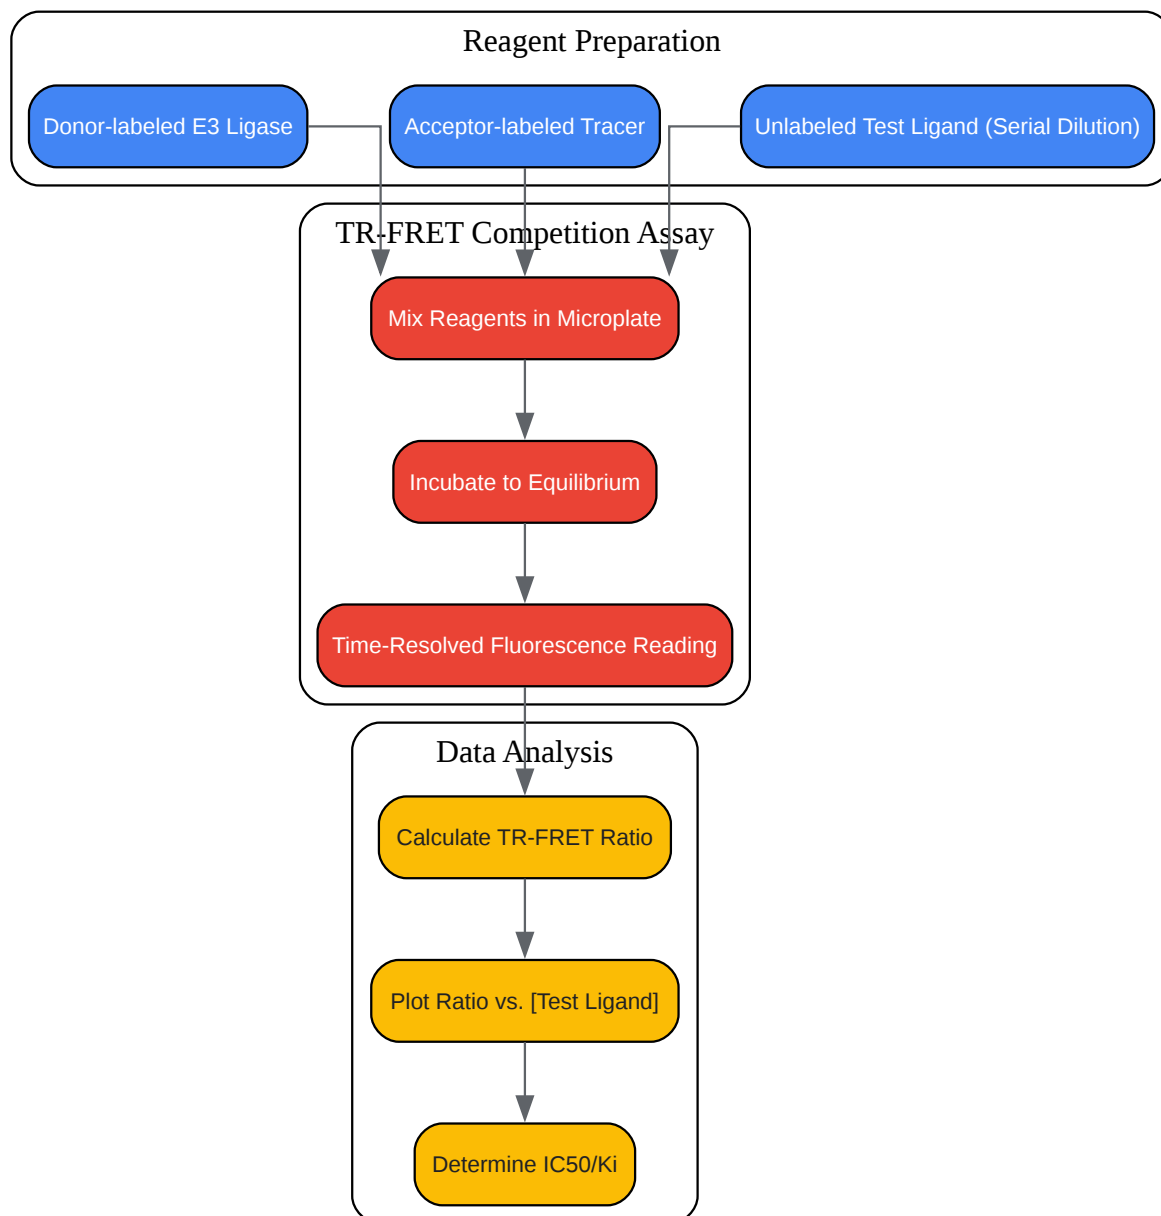 Reagent Preparation
Donor-labeled E3 Ligase
Acceptor-labeled Tracer
Unlabeled Test Ligand (Serial Dilution)
TR-FRET Competition Assay
Mix Reagents in Microplate
Incubate to Equilibrium
Time-Resolved Fluorescence Reading
Data Analysis
Calculate TR-FRET Ratio
Plot Ratio vs. [Test Ligand]
Determine IC50/Ki